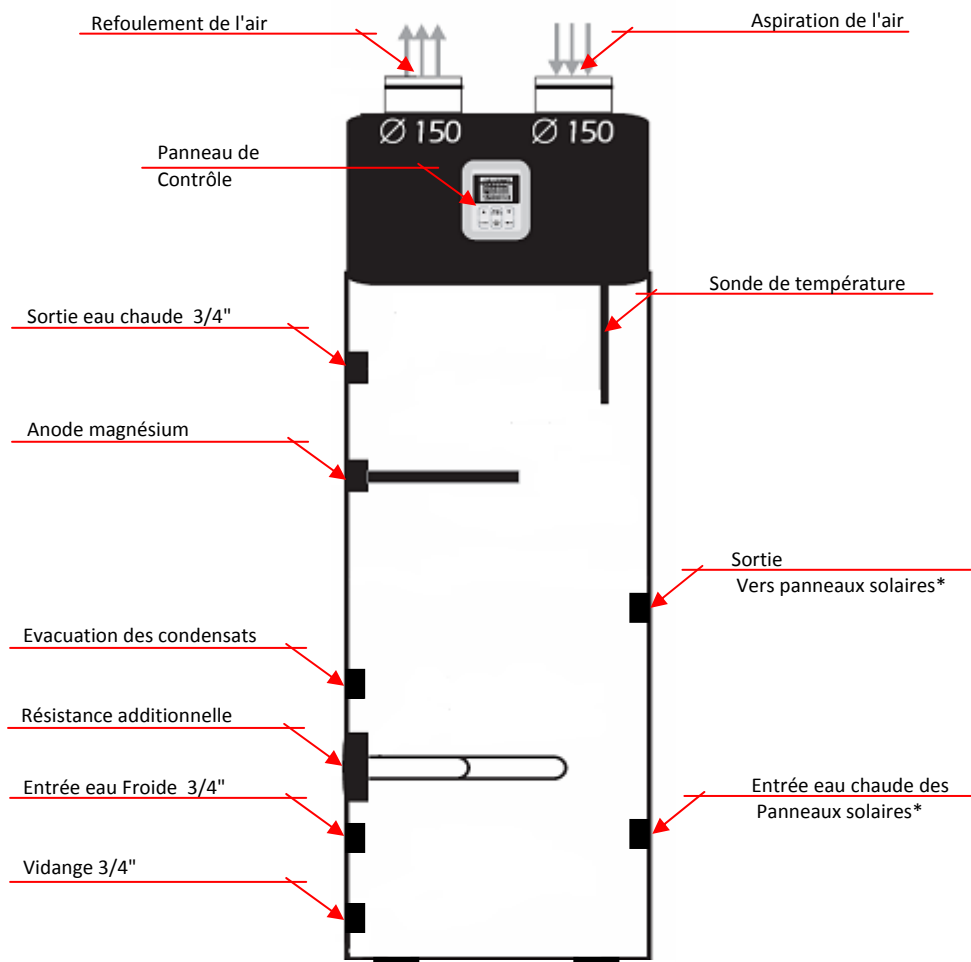 Refoulement de l'air
Aspiration de l'air
Ø 150
Ø 150
Panneau de
Contrôle
Sonde de température
Sortie eau chaude 3/4"
Anode magnésium
Sortie
Vers panneaux solaires*
Evacuation des condensats
Résistance additionnelle
Entrée eau Froide 3/4"
Entrée eau chaude des
Panneaux solaires*
Vidange 3/4"